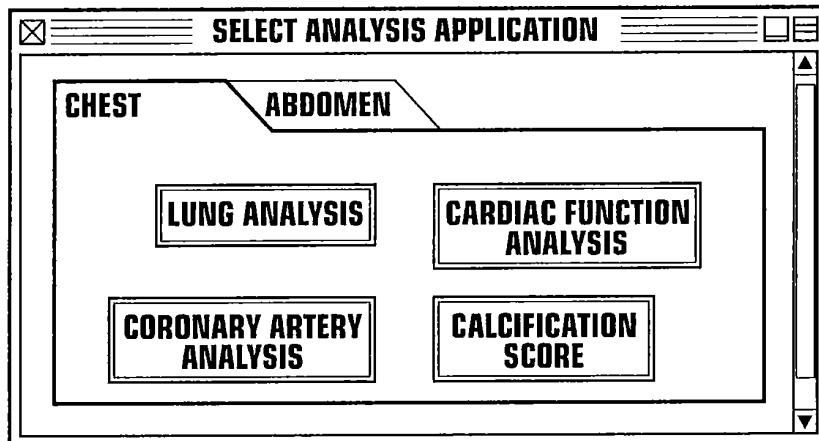 SELECT ANALYSIS APPLICATION
CHEST
ABDOMEN
LUNG ANALYSIS
CARDIAC FUNCTION
ANALYSIS
CORONARY ARTERY
ANALYSIS
CALCIFICATION
SCORE